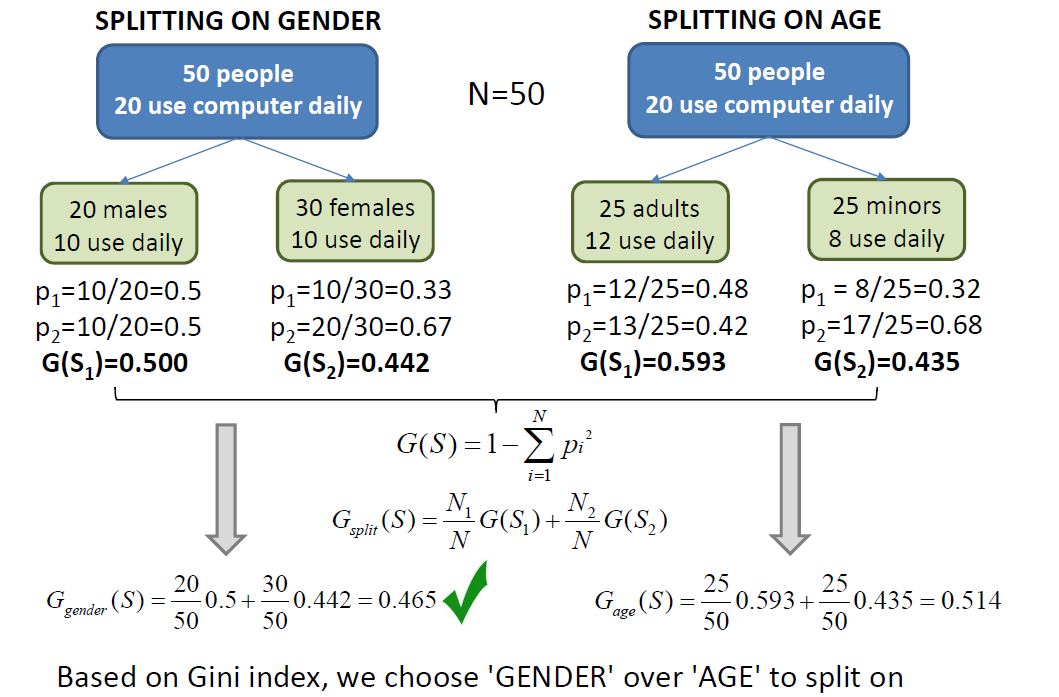 SPLITTING ON GENDER
50 people
20 use computer daily
20 males
10 use daily
30 females
10 use daily
p₁=10/20=0.5
p₂=10/20=0.5
G(S₁)=0.500
p₁=10/30=0.33
p₂=20/30=0.67
G(S₂)=0.442
N=50
SPLITTING ON AGE
50 people
20 use computer daily
25 adults
12 use daily
25 minors
8 use daily
p₁=12/25=0.48
p₂=13/25=0.42
G(S₁)=0.593
p₁ = 8/25=0.32
p₂=17/25=0.68
G(S₂)=0.435
G(S) = 1 − ∑_{i=1}^{N} pᵢ²
G_{split}(S) = N₁/N G(S₁) + N₂/N G(S₂)
G_{gender}(S) = 20/50 0.5 + 30/50 0.442 = 0.465
G_{age}(S) = 25/50 0.593 + 25/50 0.435 = 0.514
Based on Gini index, we choose 'GENDER' over 'AGE' to split on